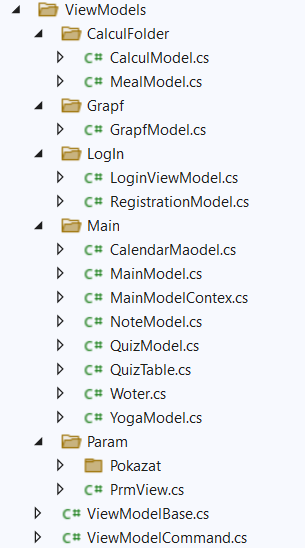 ViewModels
CalculFolder
C# CalculModel.cs
C# MealModel.cs
Grapf
C# GrapfModel.cs
LogIn
C# LoginViewModel.cs
C# RegistrationModel.cs
Main
C# CalendarMaodel.cs
C# MainModel.cs
C# MainModelContex.cs
C# NoteModel.cs
C# QuizModel.cs
C# QuizTable.cs
C# Woter.cs
C# YogaModel.cs
Param
Pokazat
C# PrmView.cs
C# ViewModelBase.cs
C# ViewModelCommand.cs